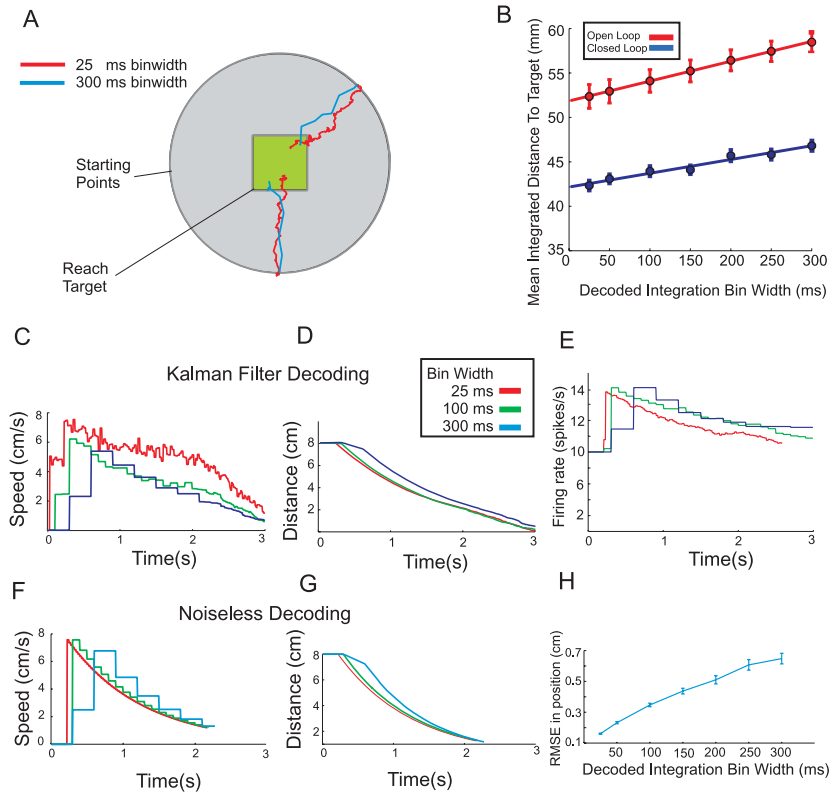 A
25 ms binwidth
300 ms binwidth
Starting
Points
Reach
Target
B
Mean Integrated Distance To Target (mm)
60
55
50
45
40
35
Open Loop
Closed Loop
0 50 100 150 200 250 300
Decoded Integration Bin Width (ms)
C
Kalman Filter Decoding
Speed (cm/s)
8
6
4
2
0 1 2 3
Time(s)
D
Bin Width
25 ms
100 ms
300 ms
Distance (cm)
8
6
4
2
0 1 2 3
Time(s)
E
Firing rate (spikes/s)
14
12
10
8
6
4
2
0 1 2 3
Time(s)
F
Noiseless Decoding
Speed (cm/s)
8
6
4
2
0
0 1 2 3
Time(s)
G
Distance (cm)
8
6
4
2
0 1 2 3
Time(s)
H
RMSE in position (cm)
0.7
0.5
0.3
0.1
50 100 150 200 250 300
Decoded Integration Bin Width (ms)